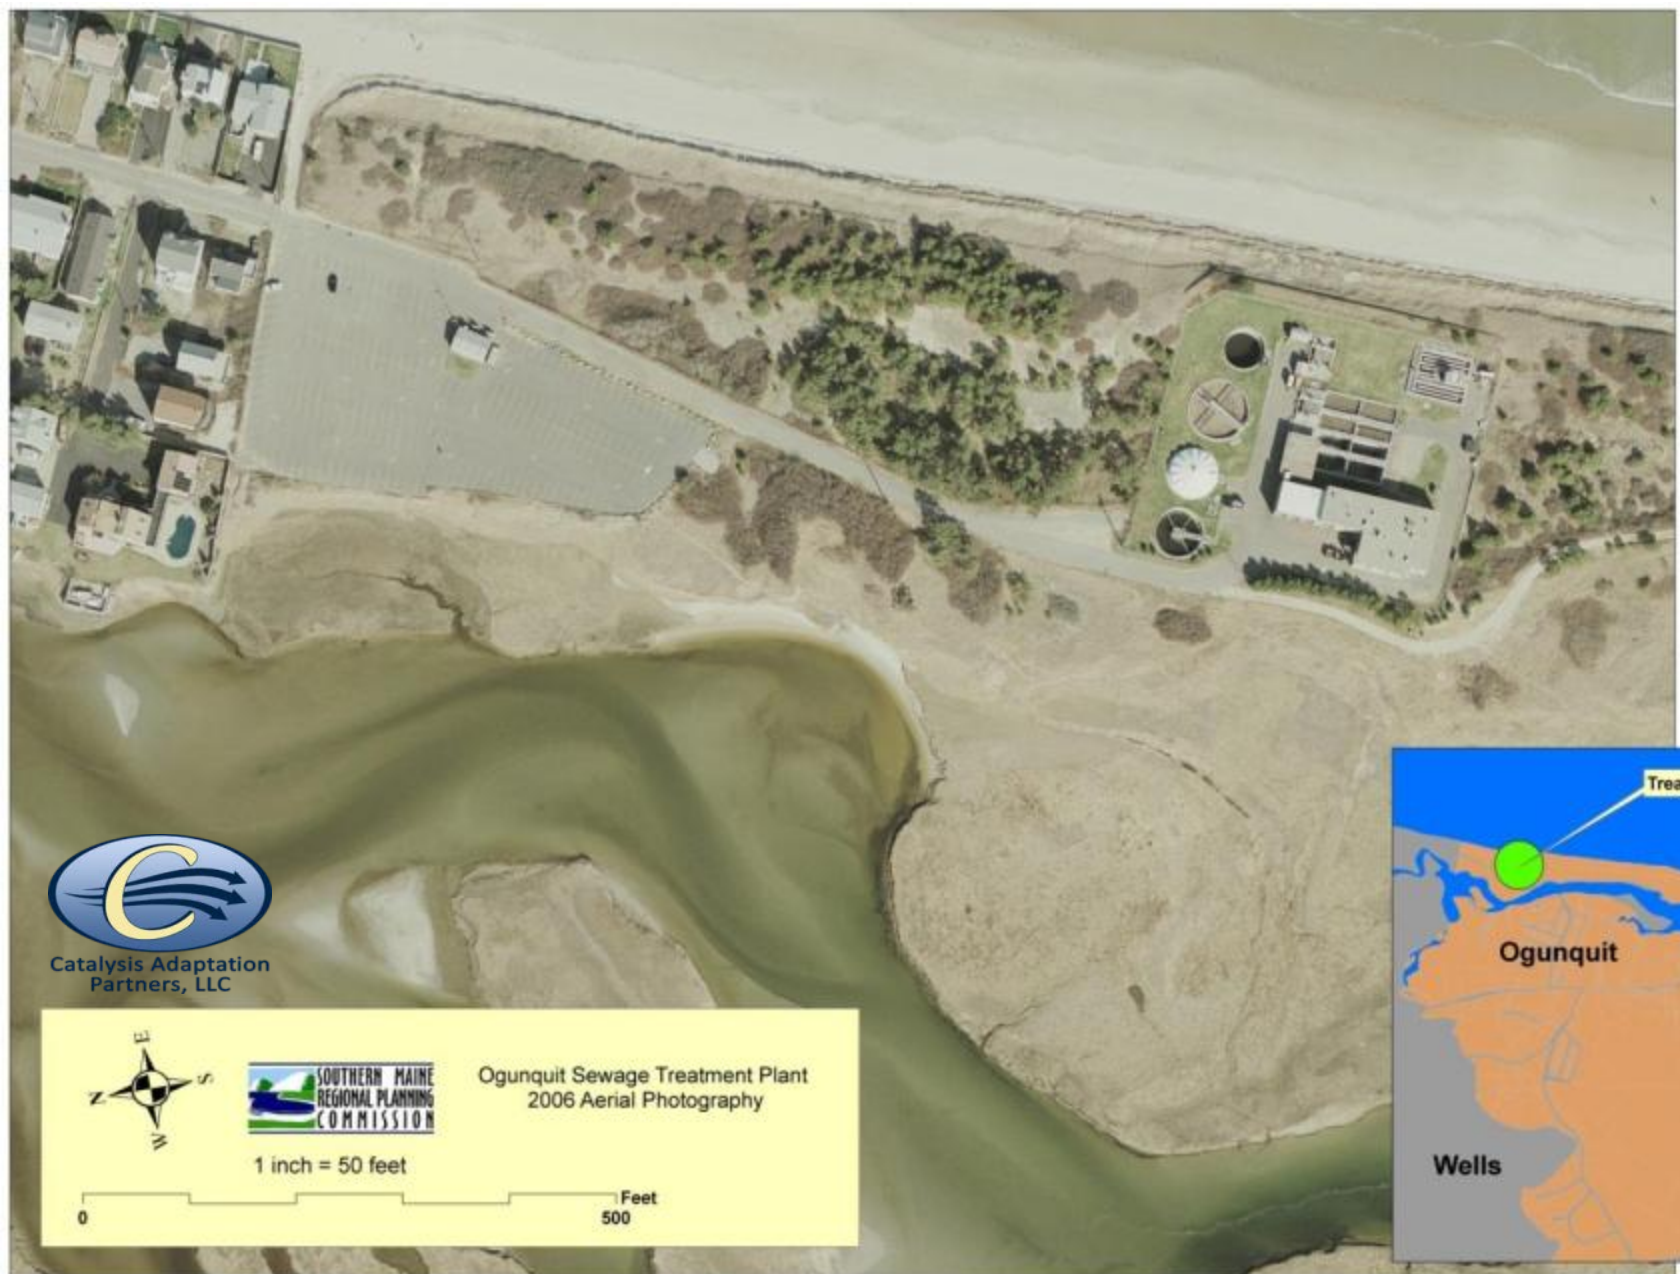 Trea
Ogunquit
Wells
C
Catalysis Adaptation
Partners, LLC
E
N
S
W
SOUTHERN MAINE
REGIONAL PLANNING
COMMISSION
Ogunquit Sewage Treatment Plant
2006 Aerial Photography
1 inch = 50 feet
Feet
0
500